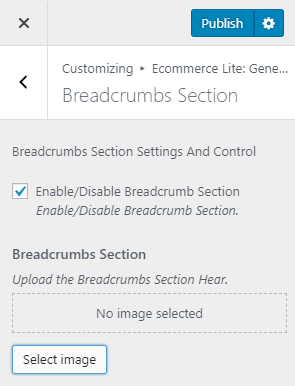 Publish
Customizing ▸ Ecommerce Lite: Gene...
Breadcrumbs Section
Breadcrumbs Section Settings And Control
Enable/Disable Breadcrumb Section
Enable/Disable Breadcrumb Section.
Breadcrumbs Section
Upload the Breadcrumbs Section Hear.
No image selected
Select image